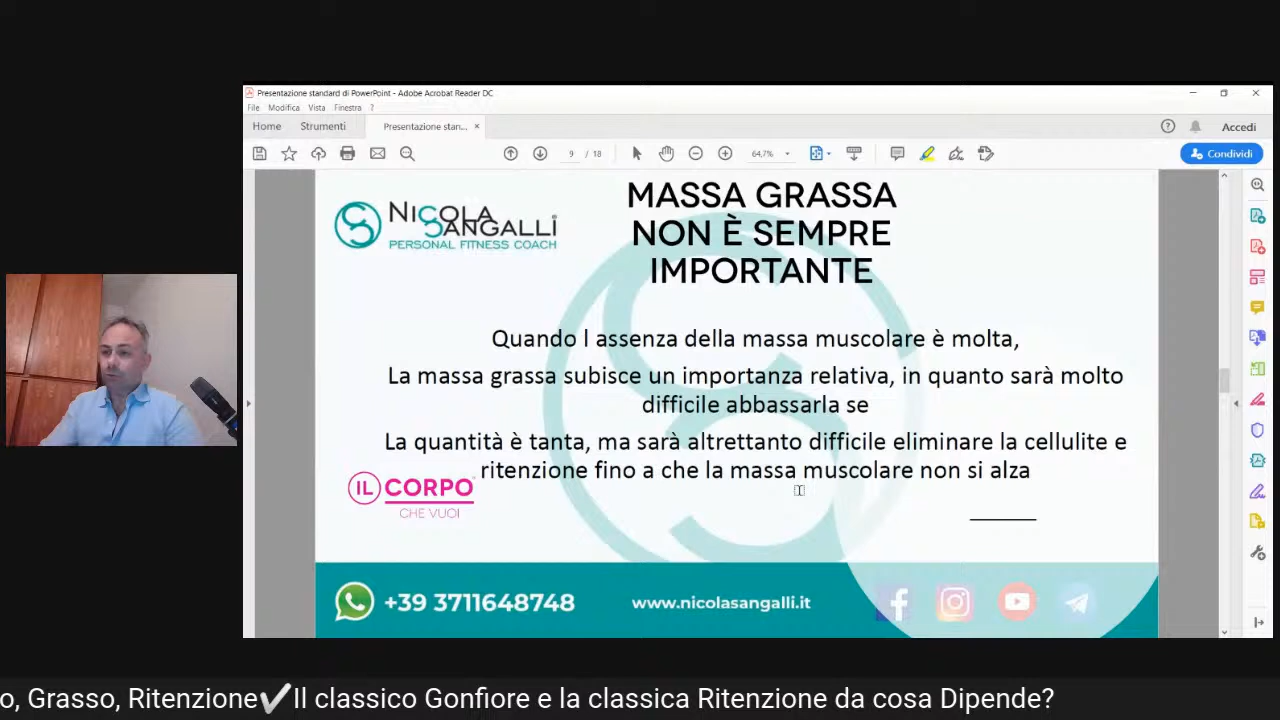 Presentazione standard di PowerPoint - Adobe Acrobat Reader DC
File Modifica Vista Finestra ?
Home Strumenti Presentazione stan... × Accedi
9 / 18 64,7% Condividi
NICOLA
SANGALLI
PERSONAL FITNESS COACH
MASSA GRASSA
NON È SEMPRE
IMPORTANTE
Quando l assenza della massa muscolare è molta,
La massa grassa subisce un importanza relativa, in quanto sarà molto
difficile abbassarla se
La quantità è tanta, ma sarà altrettanto difficile eliminare la cellulite e
ritenzione fino a che la massa muscolare non si alza
IL CORPO
CHE VUOI
+39 3711648748 www.nicolasangalli.it
o, Grasso, Ritenzione✔Il classico Gonfiore e la classica Ritenzione da cosa Dipende?